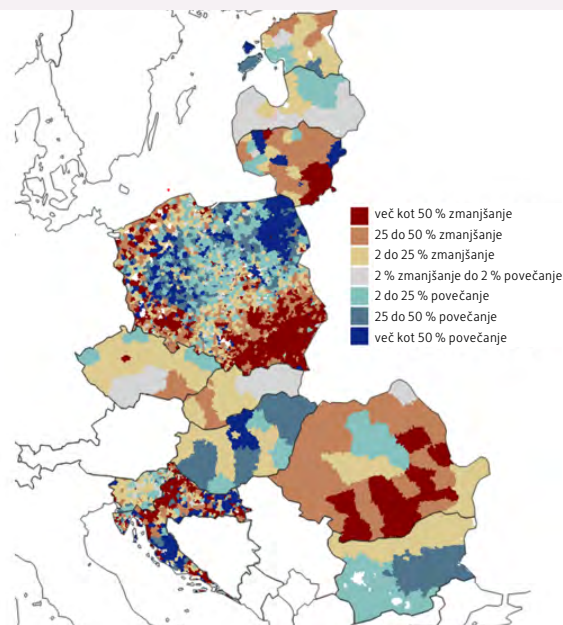 več kot 50 % zmanjšanje
25 do 50 % zmanjšanje
2 do 25 % zmanjšanje
2 % zmanjšanje do 2 % povečanje
2 do 25 % povečanje
25 do 50 % povečanje
več kot 50 % povečanje